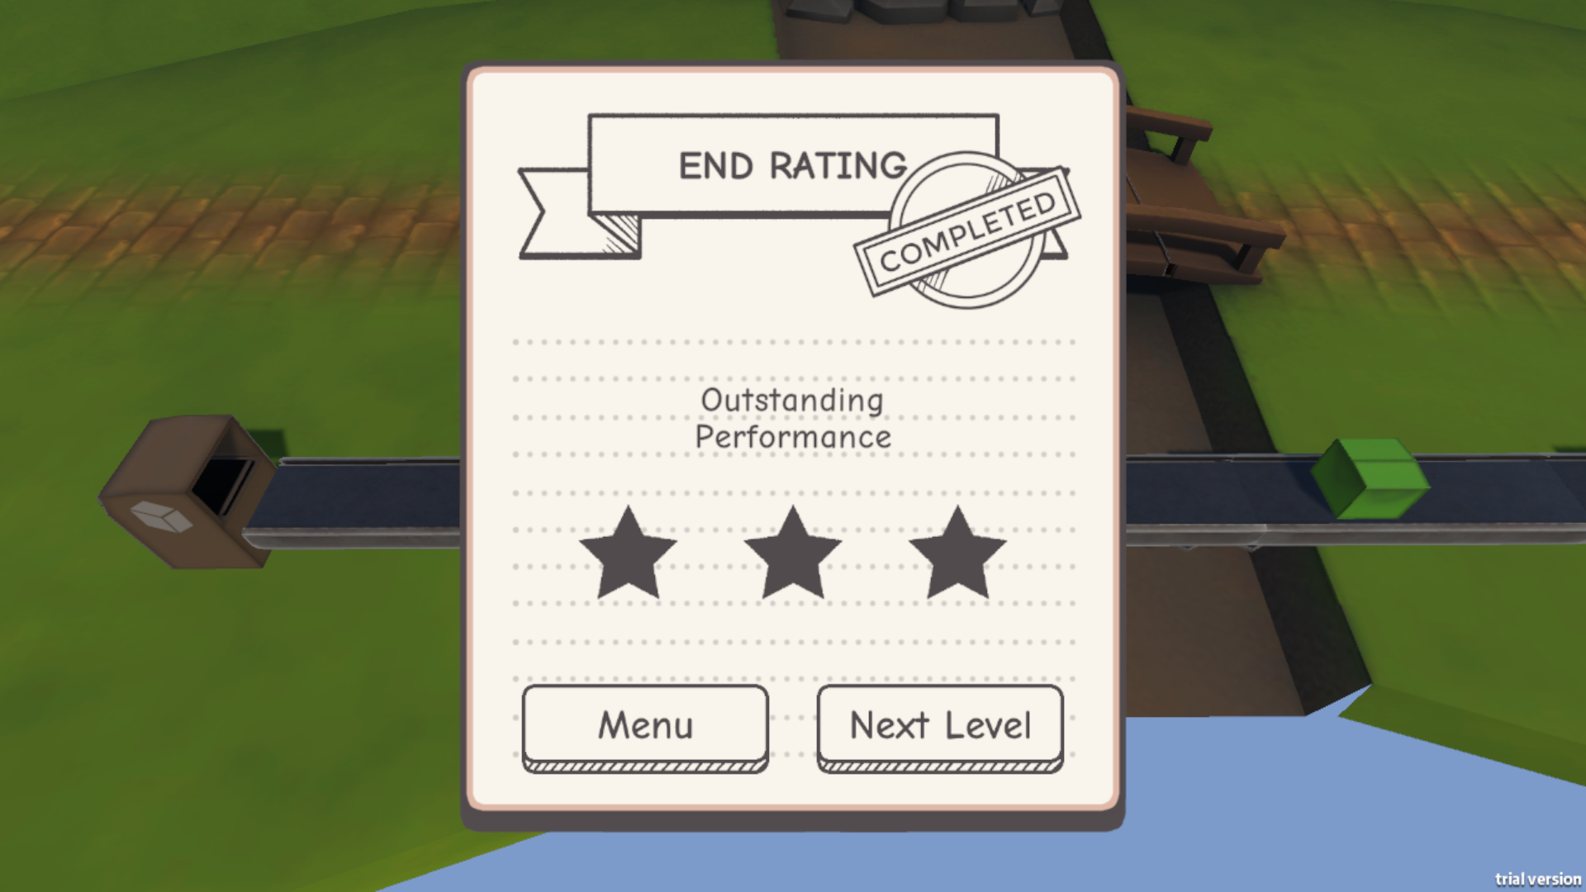 END RATING
COMPLETED
Outstanding
Performance
Menu
Next Level
trial version